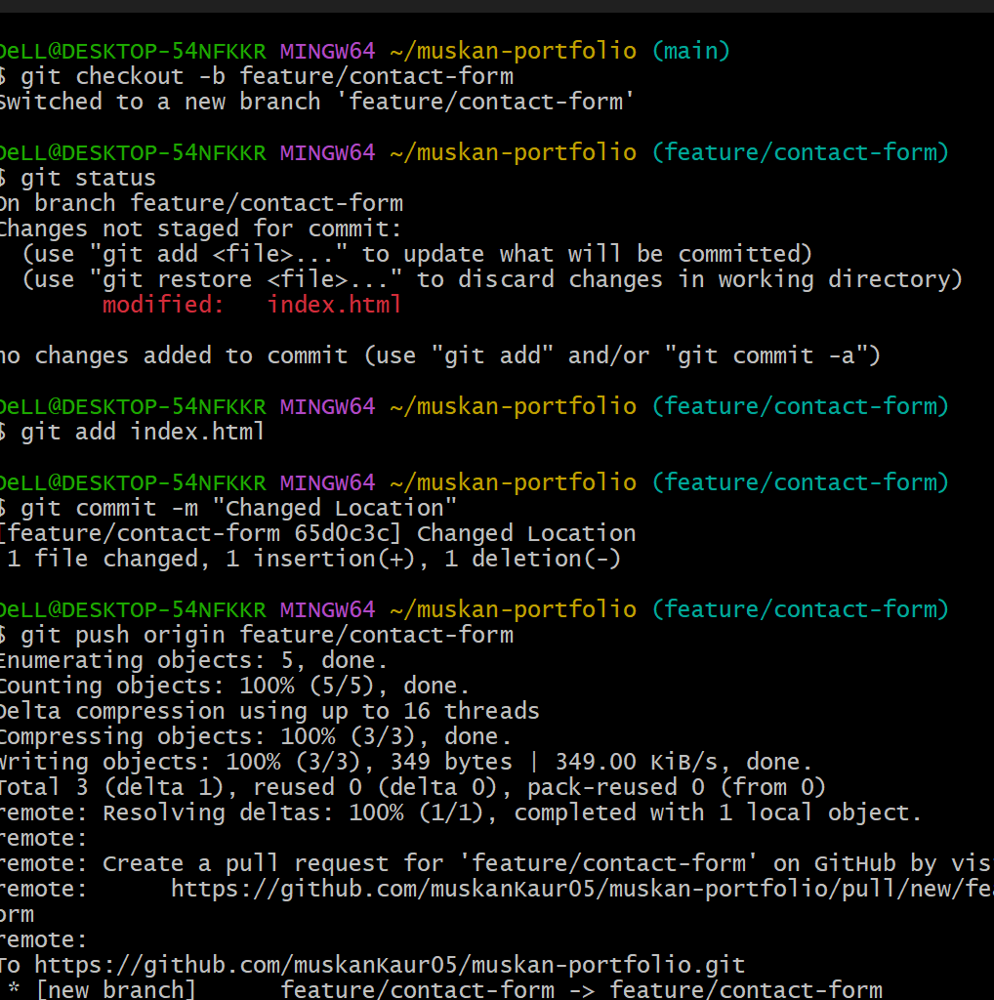 DeLL@DESKTOP-54NFKKR MINGW64 ~/muskan-portfolio (main)
$ git checkout -b feature/contact-form
Switched to a new branch 'feature/contact-form'
DeLL@DESKTOP-54NFKKR MINGW64 ~/muskan-portfolio (feature/contact-form)
$ git status
On branch feature/contact-form
Changes not staged for commit:
  (use "git add <file>..." to update what will be committed)
  (use "git restore <file>..." to discard changes in working directory)
        modified:   index.html
no changes added to commit (use "git add" and/or "git commit -a")
DeLL@DESKTOP-54NFKKR MINGW64 ~/muskan-portfolio (feature/contact-form)
$ git add index.html
DeLL@DESKTOP-54NFKKR MINGW64 ~/muskan-portfolio (feature/contact-form)
$ git commit -m "Changed Location"
[feature/contact-form 65d0c3c] Changed Location
 1 file changed, 1 insertion(+), 1 deletion(-)
DeLL@DESKTOP-54NFKKR MINGW64 ~/muskan-portfolio (feature/contact-form)
$ git push origin feature/contact-form
Enumerating objects: 5, done.
Counting objects: 100% (5/5), done.
Delta compression using up to 16 threads
Compressing objects: 100% (3/3), done.
Writing objects: 100% (3/3), 349 bytes | 349.00 KiB/s, done.
Total 3 (delta 1), reused 0 (delta 0), pack-reused 0 (from 0)
remote: Resolving deltas: 100% (1/1), completed with 1 local object.
remote:
remote: Create a pull request for 'feature/contact-form' on GitHub by vis
remote:      https://github.com/muskanKaur05/muskan-portfolio/pull/new/fea
orm
remote:
To https://github.com/muskanKaur05/muskan-portfolio.git
 * [new branch]      feature/contact-form -> feature/contact-form